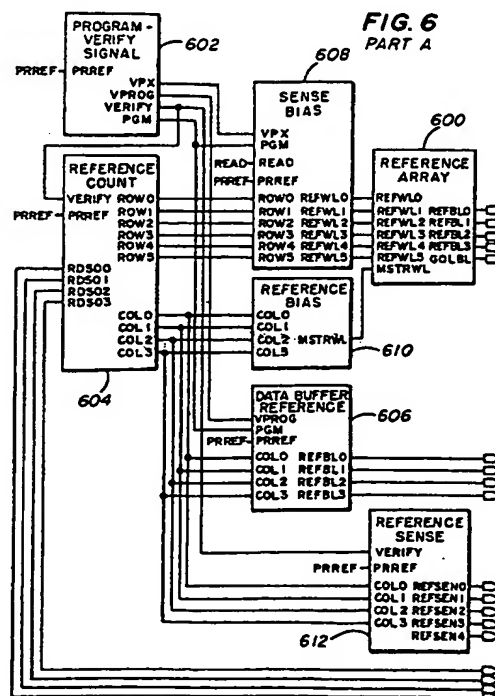 FIG. 6
PART A
602
PROGRAM-
VERIFY
SIGNAL
PRREF PRREF
VPX
VPROG
VERIFY
PGM
608
SENSE
BIAS
VPX
PGM
READ READ
PRREF PRREF
ROW0 REFWL0
ROW1 REFWL1
ROW2 REFWL2
ROW3 REFWL3
ROW4 REFWL4
ROW5 REFWL5
600
REFERENCE
ARRAY
REFWL0
REFWL1 REFBL0
REFWL2 REFBL1
REFWL3 REFBL2
REFWL4 REFBL3
REFWL5 GOLBL
MSTRWL
REFERENCE
COUNT
VERIFY ROW0
PRREF PRREF ROW1
ROW2
ROW3
ROW4
RDSO0 ROW5
RDSO1
RDSO2
RDSO3
COL0
COL1
COL2
COL3
604
REFERENCE
BIAS
COL0
COL1
COL2 MSTRWL
COL3
610
DATA BUFFER
REFERENCE
606
VPROG
PGM
PRREF PRREF
COL0 REFBL0
COL1 REFBL1
COL2 REFBL2
COL3 REFBL3
REFERENCE
SENSE
VERIFY
PRREF PRREF
COL0 REFSEN0
COL1 REFSEN1
COL2 REFSEN2
COL3 REFSEN3
REFSEN4
612